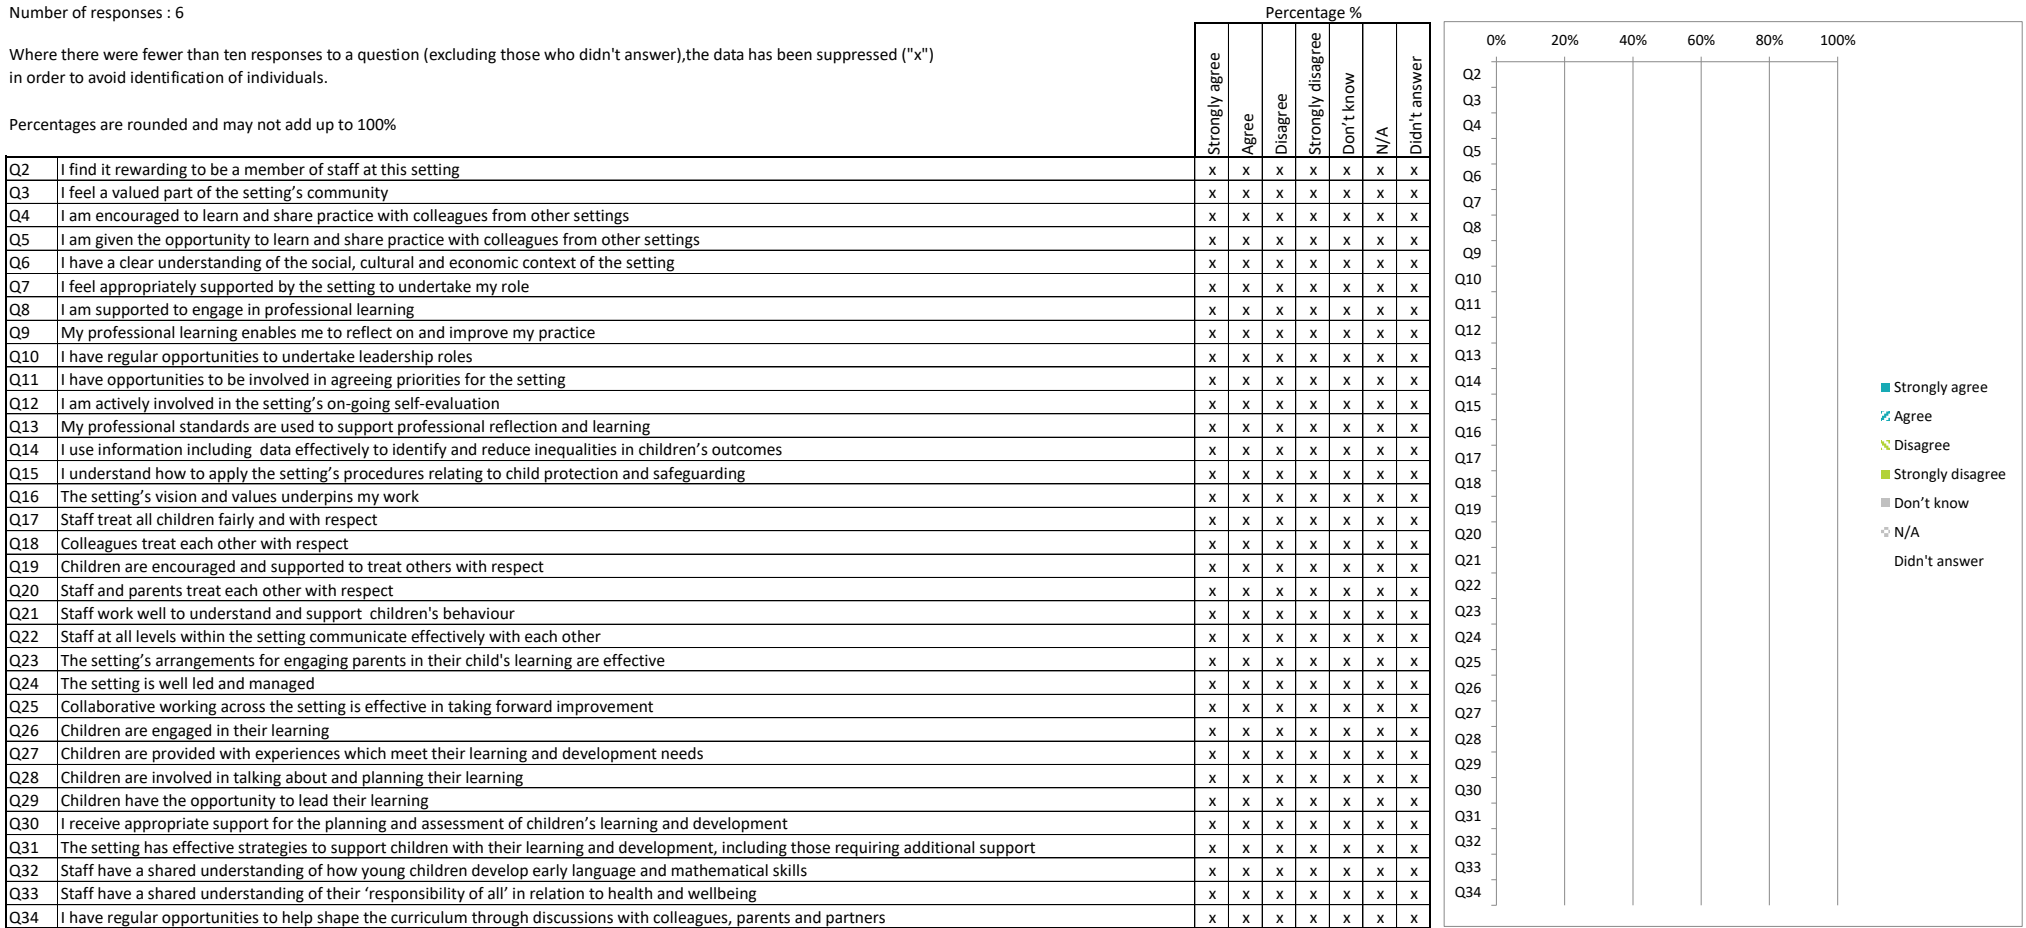 Number of responses : 6
Percentage %
Where there were fewer than ten responses to a question (excluding those who didn't answer),the data has been suppressed ("x")
in order to avoid identification of individuals.
Percentages are rounded and may not add up to 100%
Strongly agree
Agree
Disagree
Strongly disagree
Don't know
N/A
Didn't answer
Q2 I find it rewarding to be a member of staff at this setting x x x x x x x
Q3 I feel a valued part of the setting's community x x x x x x x
Q4 I am encouraged to learn and share practice with colleagues from other settings x x x x x x x
Q5 I am given the opportunity to learn and share practice with colleagues from other settings x x x x x x x
Q6 I have a clear understanding of the social, cultural and economic context of the setting x x x x x x x
Q7 I feel appropriately supported by the setting to undertake my role x x x x x x x
Q8 I am supported to engage in professional learning x x x x x x x
Q9 My professional learning enables me to reflect on and improve my practice x x x x x x x
Q10 I have regular opportunities to undertake leadership roles x x x x x x x
Q11 I have opportunities to be involved in agreeing priorities for the setting x x x x x x x
Q12 I am actively involved in the setting's on-going self-evaluation x x x x x x x
Q13 My professional standards are used to support professional reflection and learning x x x x x x x
Q14 I use information including data effectively to identify and reduce inequalities in children's outcomes x x x x x x x
Q15 I understand how to apply the setting's procedures relating to child protection and safeguarding x x x x x x x
Q16 The setting's vision and values underpins my work x x x x x x x
Q17 Staff treat all children fairly and with respect x x x x x x x
Q18 Colleagues treat each other with respect x x x x x x x
Q19 Children are encouraged and supported to treat others with respect x x x x x x x
Q20 Staff and parents treat each other with respect x x x x x x x
Q21 Staff work well to understand and support children's behaviour x x x x x x x
Q22 Staff at all levels within the setting communicate effectively with each other x x x x x x x
Q23 The setting's arrangements for engaging parents in their child's learning are effective x x x x x x x
Q24 The setting is well led and managed x x x x x x x
Q25 Collaborative working across the setting is effective in taking forward improvement x x x x x x x
Q26 Children are engaged in their learning x x x x x x x
Q27 Children are provided with experiences which meet their learning and development needs x x x x x x x
Q28 Children are involved in talking about and planning their learning x x x x x x x
Q29 Children have the opportunity to lead their learning x x x x x x x
Q30 I receive appropriate support for the planning and assessment of children's learning and development x x x x x x x
Q31 The setting has effective strategies to support children with their learning and development, including those requiring additional support x x x x x x x
Q32 Staff have a shared understanding of how young children develop early language and mathematical skills x x x x x x x
Q33 Staff have a shared understanding of their 'responsibility of all' in relation to health and wellbeing x x x x x x x
Q34 I have regular opportunities to help shape the curriculum through discussions with colleagues, parents and partners x x x x x x x
0% 20% 40% 60% 80% 100%
Q2
Q3
Q4
Q5
Q6
Q7
Q8
Q9
Q10
Q11
Q12
Q13
Q14
Q15
Q16
Q17
Q18
Q19
Q20
Q21
Q22
Q23
Q24
Q25
Q26
Q27
Q28
Q29
Q30
Q31
Q32
Q33
Q34
Strongly agree
Agree
Disagree
Strongly disagree
Don't know
N/A
Didn't answer